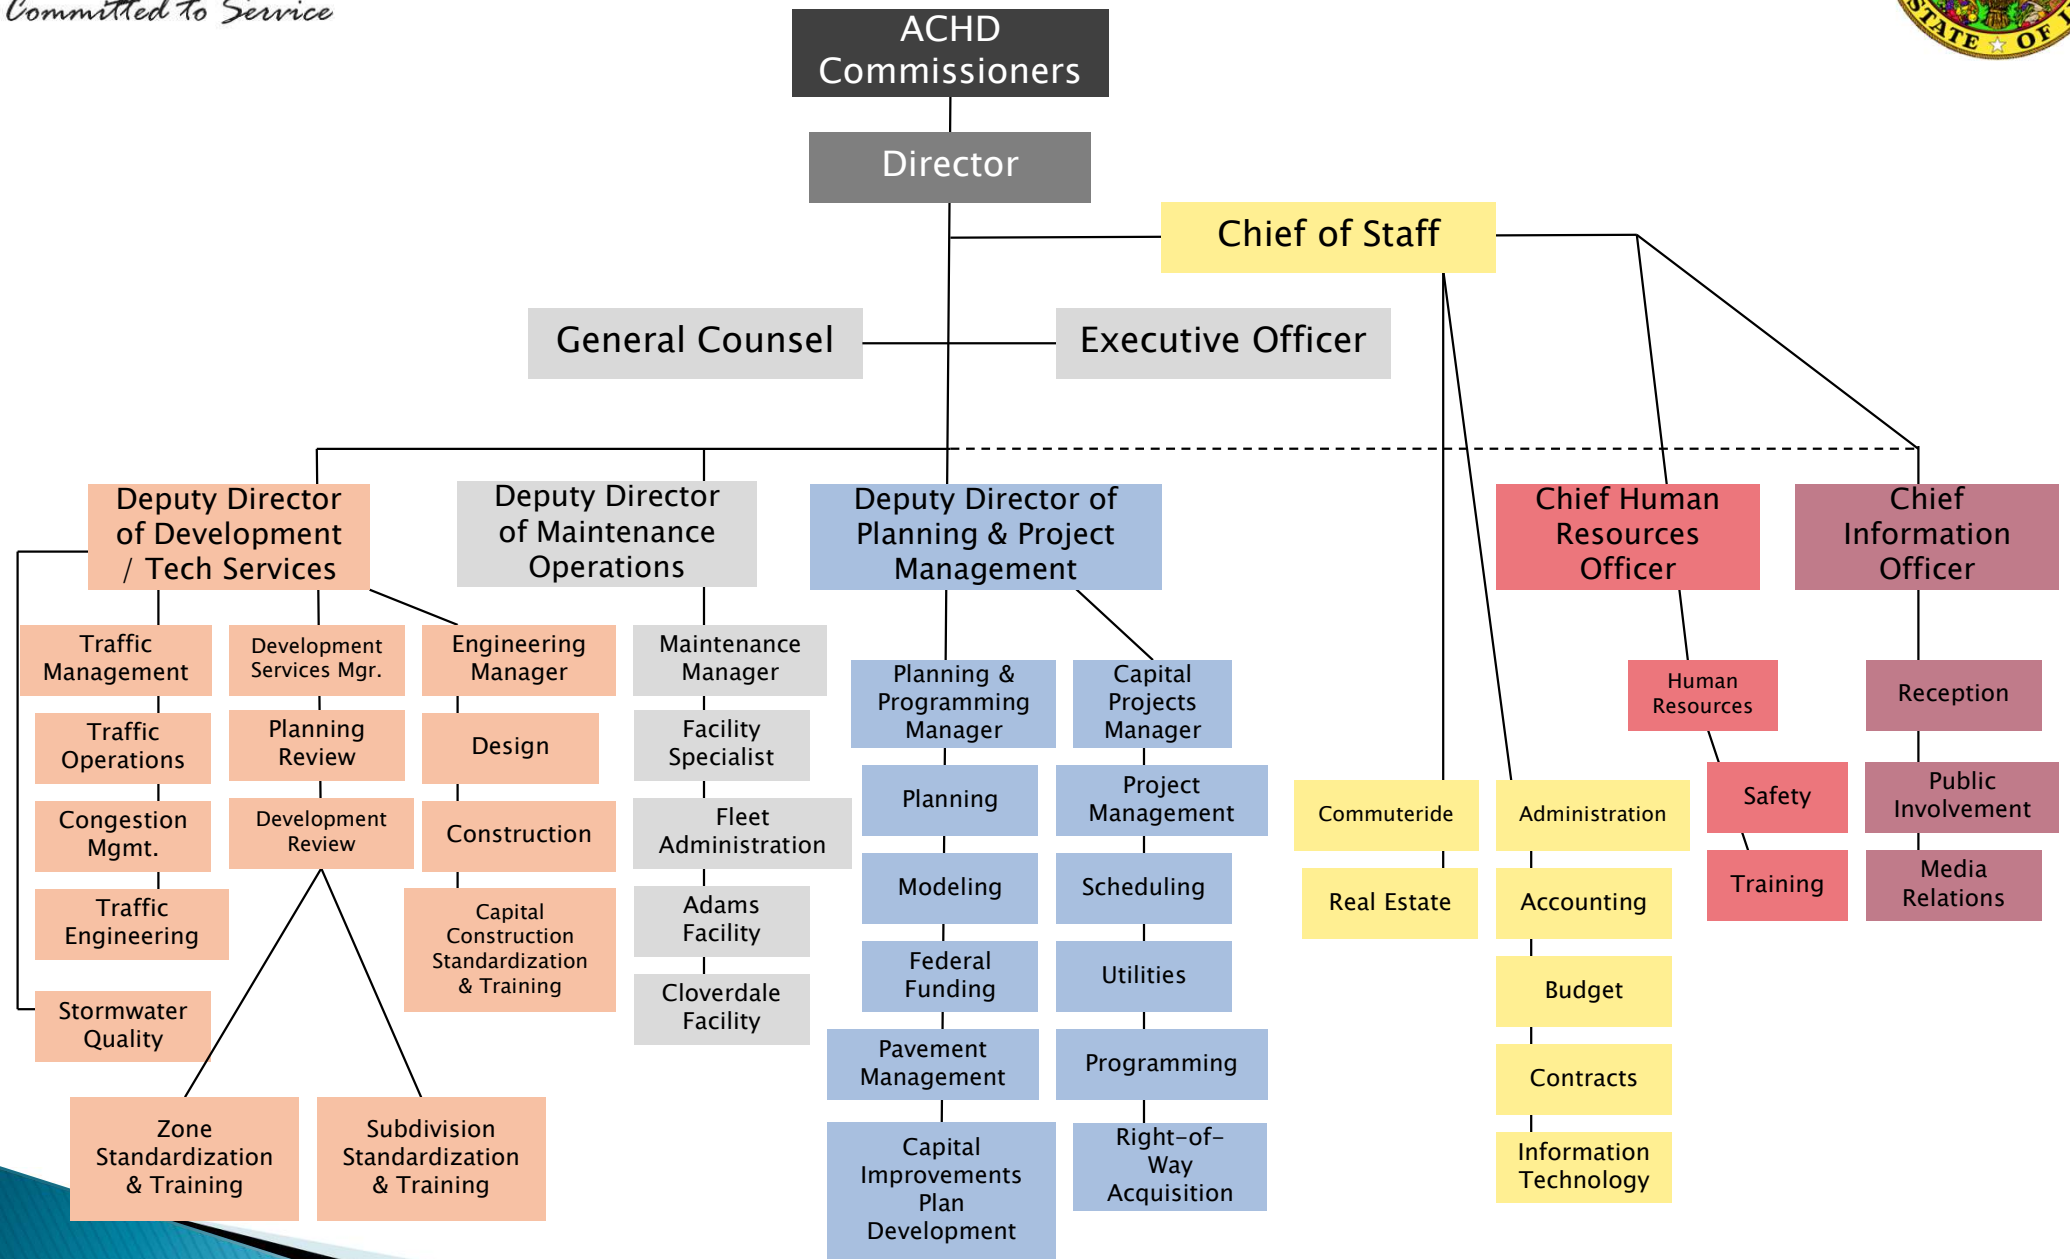 Committed to Service
STATE OF I
ACHD
Commissioners
Director
Chief of Staff
General Counsel
Executive Officer
Deputy Director
of Development
/ Tech Services
Deputy Director
of Maintenance
Operations
Deputy Director of
Planning & Project
Management
Chief Human
Resources
Officer
Chief
Information
Officer
Traffic
Management
Traffic
Operations
Congestion
Mgmt.
Traffic
Engineering
Stormwater
Quality
Development
Services Mgr.
Planning
Review
Development
Review
Zone
Standardization
& Training
Subdivision
Standardization
& Training
Engineering
Manager
Design
Construction
Capital
Construction
Standardization
& Training
Maintenance
Manager
Facility
Specialist
Fleet
Administration
Adams
Facility
Cloverdale
Facility
Planning &
Programming
Manager
Planning
Modeling
Federal
Funding
Pavement
Management
Capital
Improvements
Plan
Development
Capital
Projects
Manager
Project
Management
Scheduling
Utilities
Programming
Right-of-
Way
Acquisition
Commuteride
Real Estate
Administration
Accounting
Budget
Contracts
Information
Technology
Human
Resources
Safety
Training
Reception
Public
Involvement
Media
Relations